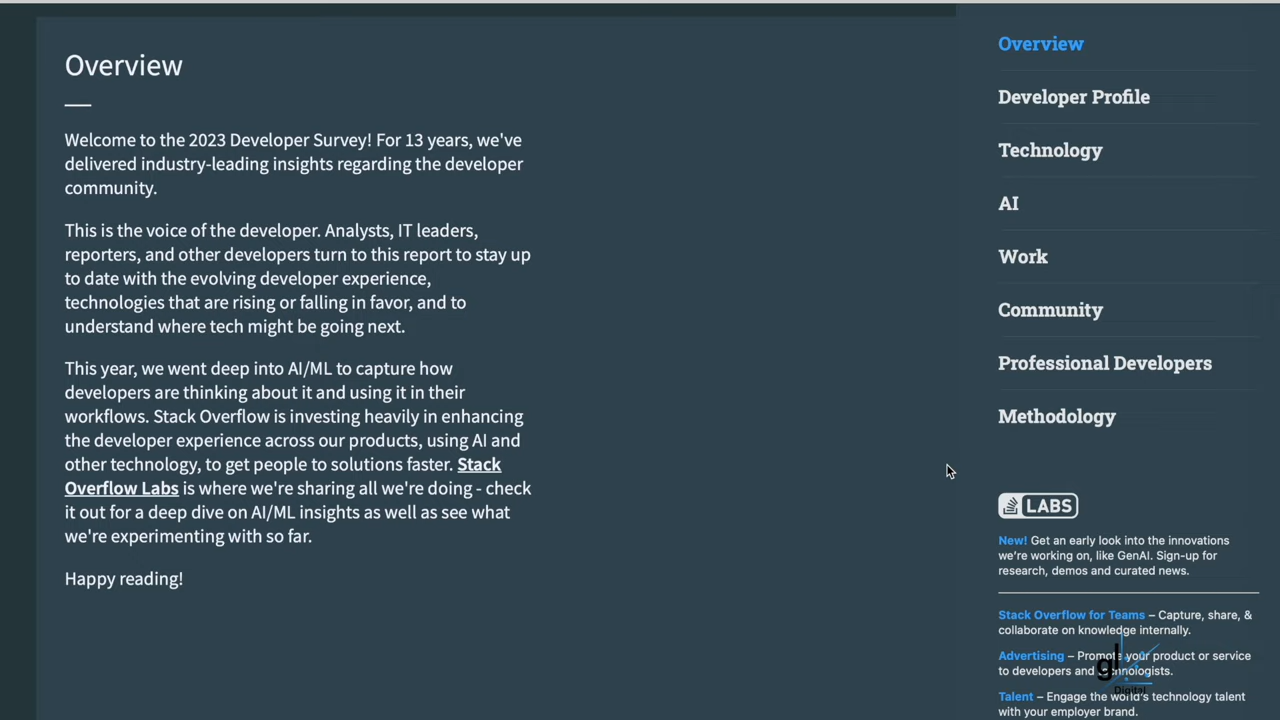 Overview
Welcome to the 2023 Developer Survey! For 13 years, we've
delivered industry-leading insights regarding the developer
community.
This is the voice of the developer. Analysts, IT leaders,
reporters, and other developers turn to this report to stay up
to date with the evolving developer experience,
technologies that are rising or falling in favor, and to
understand where tech might be going next.
This year, we went deep into AI/ML to capture how
developers are thinking about it and using it in their
workflows. Stack Overflow is investing heavily in enhancing
the developer experience across our products, using AI and
other technology, to get people to solutions faster. Stack
Overflow Labs is where we're sharing all we're doing - check
it out for a deep dive on AI/ML insights as well as see what
we're experimenting with so far.
Happy reading!
Overview
Developer Profile
Technology
AI
Work
Community
Professional Developers
Methodology
LABS
New! Get an early look into the innovations
we're working on, like GenAI. Sign-up for
research, demos and curated news.
Stack Overflow for Teams – Capture, share, &
collaborate on knowledge internally.
Advertising – Promote your product or service
to developers and technologists.
Talent – Engage the world's technology talent
with your employer brand.
gl
Digital